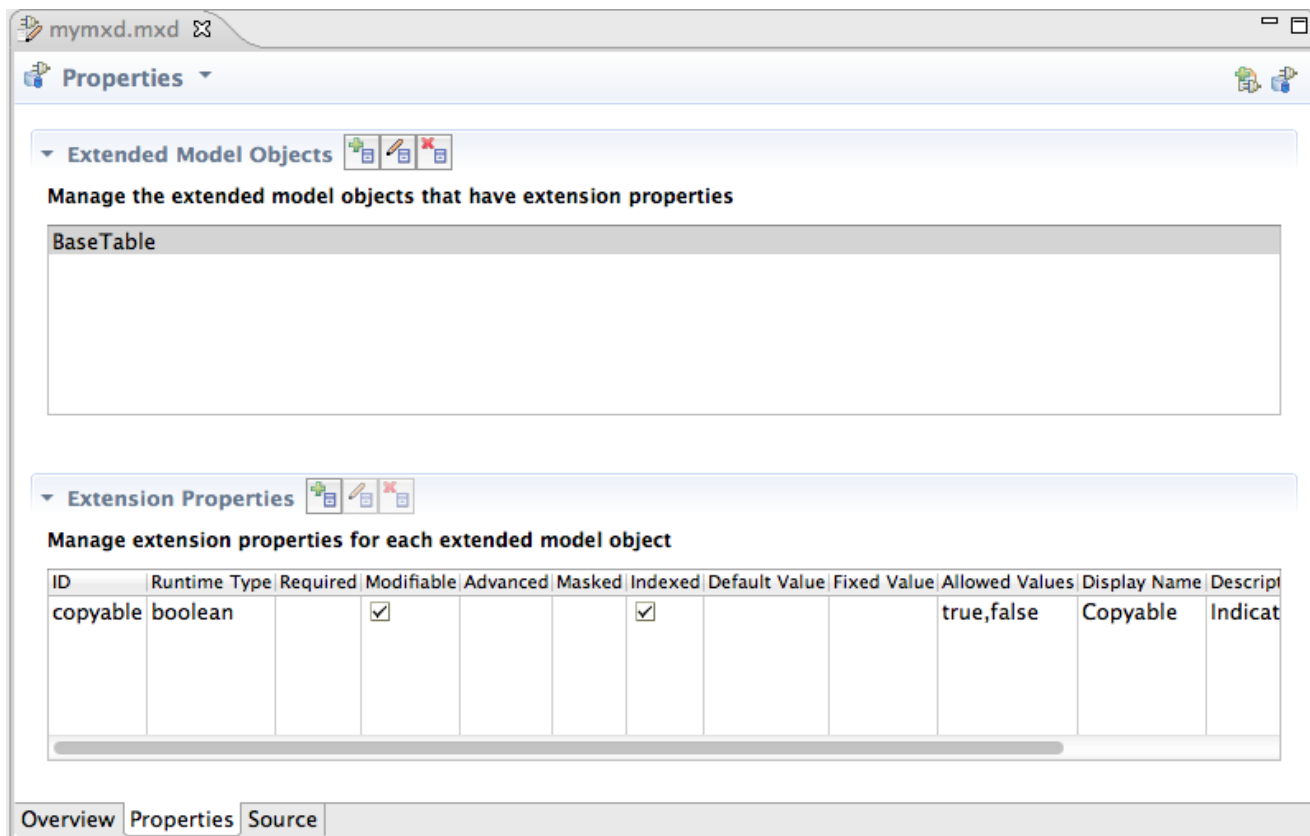 mymxd.mxd
Properties
Extended Model Objects
Manage the extended model objects that have extension properties
BaseTable
Extension Properties
Manage extension properties for each extended model object
ID Runtime Type Required Modifiable Advanced Masked Indexed Default Value Fixed Value Allowed Values Display Name Descript
copyable boolean true,false Copyable Indicat
Overview Properties Source